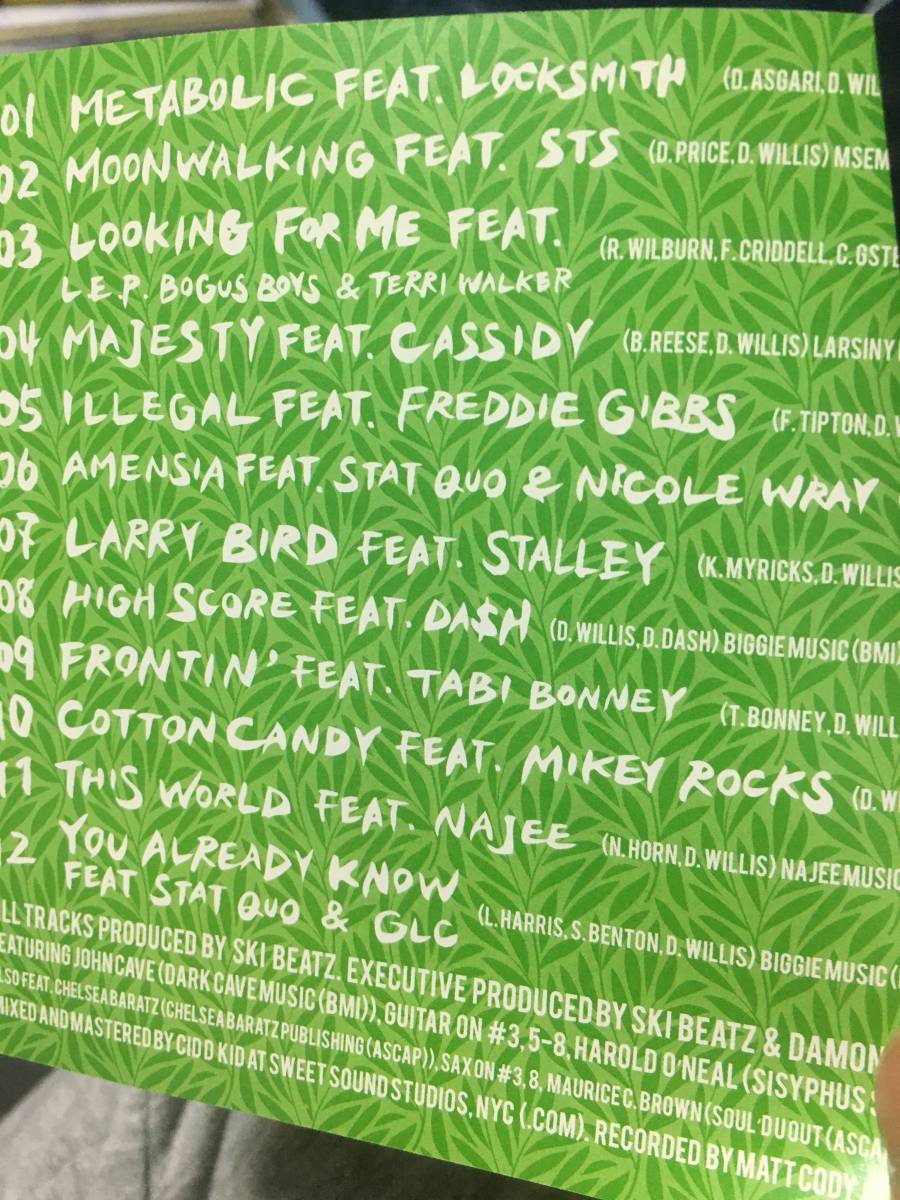 01 METABOLIC FEAT. LOCKSMITH (D. ASGARI, D. WIL
02 MOONWALKING FEAT. STS (D. PRICE, D. WILLIS) MSEM
03 LOOKING FOR ME FEAT. (R. WILBURN, F. CRIDDELL, C. GSTE
L.E.P. BOGUS BOYS & TERRI WALKER
04 MAJESTY FEAT. CASSIDY (B. REESE, D. WILLIS) LARSINY
05 ILLEGAL FEAT. FREDDIE GIBBS (F. TIPTON, D. W
06 AMENSIA FEAT. STAT QUO & NICOLE WRAY (
07 LARRY BIRD FEAT. STALLEY (K. MYRICKS, D. WILLIS
08 HIGH SCORE FEAT. DA$H (D. WILLIS, D. DASH) BIGGIE MUSIC (BMI)
09 FRONTIN' FEAT. TABI BONNEY (T. BONNEY, D. WILL
10 COTTON CANDY FEAT. MIKEY ROCKS (D. W
11 THIS WORLD FEAT. NAJEE (N. HORN, D. WILLIS) NAJEE MUSIC
12 YOU ALREADY KNOW
FEAT STAT QUO & GLC (L. HARRIS, S. BENTON, D. WILLIS) BIGGIE MUSIC (
LL TRACKS PRODUCED BY SKI BEATZ. EXECUTIVE PRODUCED BY SKI BEATZ & DAMON
EATURING JOHN CAVE (DARK CAVE MUSIC (BMI)), GUITAR ON #3, 5-8, HAROLD O'NEAL (SISYPHUS S
LSO FEAT. CHELSEA BARATZ (CHELSEA BARATZ PUBLISHING (ASCAP)), SAX ON #3, 8, MAURICE C. BROWN (SOUL'DUOUT (ASCA
MIXED AND MASTERED BY CIDD KID AT SWEET SOUND STUDIOS, NYC (.COM). RECORDED BY MATT CODY